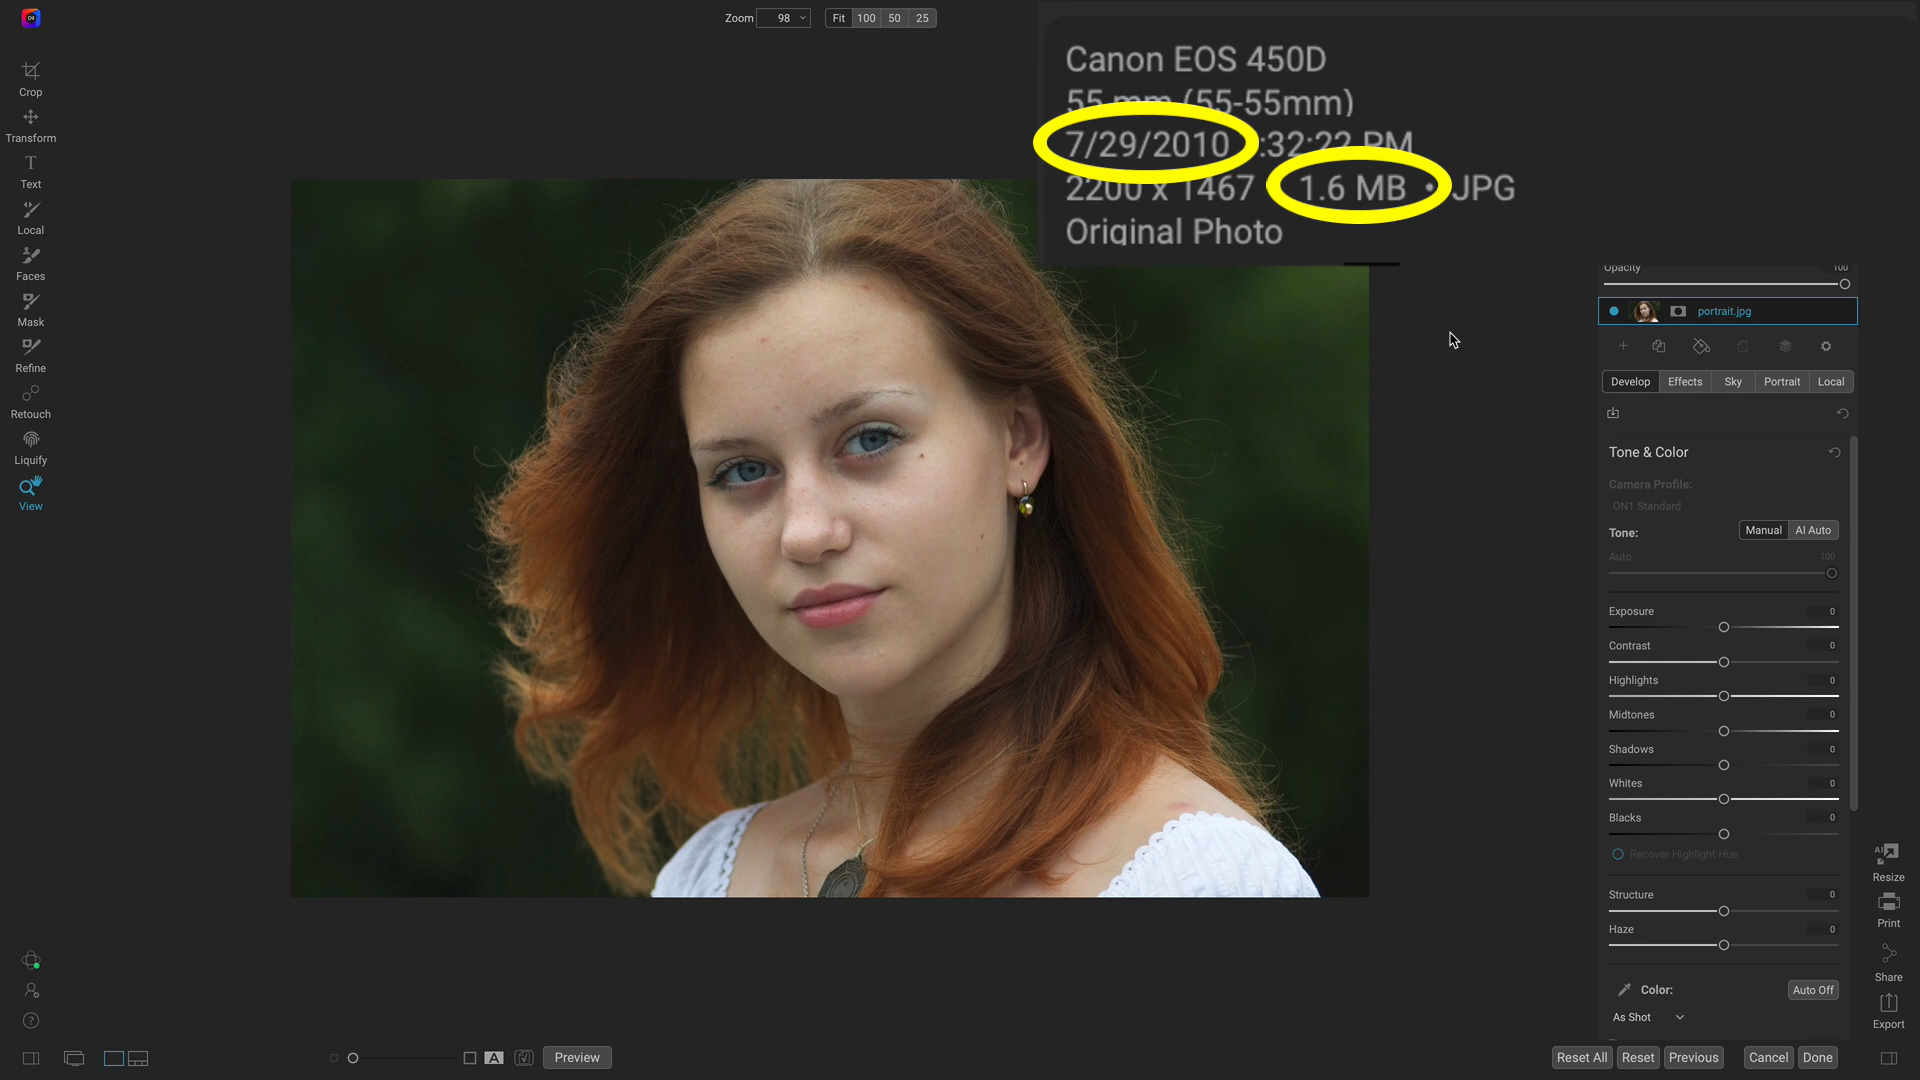 Zoom 98 Fit 100 50 25
Canon EOS 450D
55 mm (55-55mm)
7/29/2010 :32:22 PM
2200 x 1467 1.6 MB • JPG
Original Photo
Crop
Transform
T
Text
Local
Faces
Mask
Refine
Retouch
Liquify
View
Opacity 100
portrait.jpg
Develop Effects Sky Portrait Local
Tone & Color
Camera Profile:
ON1 Standard
Tone: Manual AI Auto
Auto 100
Exposure 0
Contrast 0
Highlights 0
Midtones 0
Shadows 0
Whites 0
Blacks 0
Recover Highlight Hue
Structure 0
Haze 0
Color: Auto Off
As Shot
AI
Resize
Print
Share
Export
?
A
Preview
Reset All Reset Previous Cancel Done